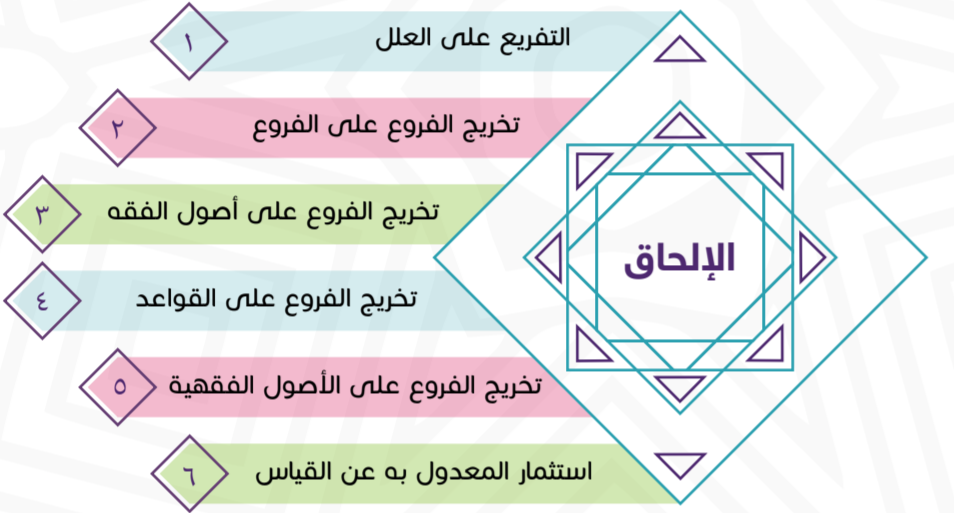 الإلحاق
١ التفريع على العلل
٢ تخريج الفروع على الفروع
٣ تخريج الفروع على أصول الفقه
٤ تخريج الفروع على القواعد
٥ تخريج الفروع على الأصول الفقهية
٦ استثمار المعدول به عن القياس